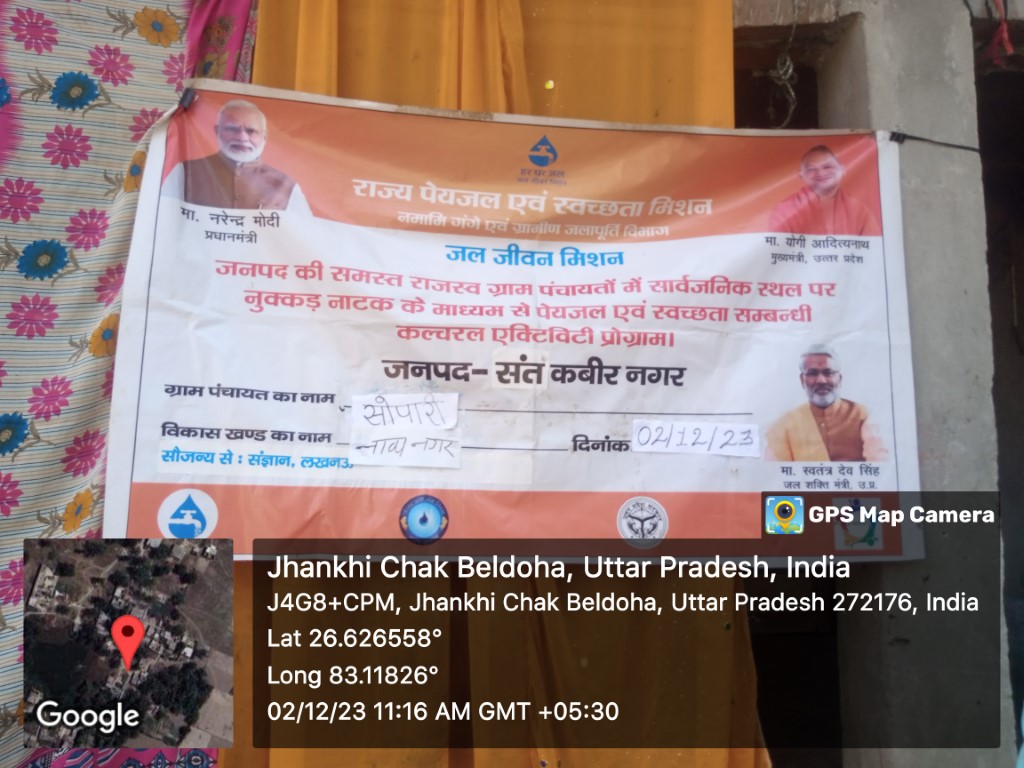 हर घर जल
जल जीवन मिशन
राज्य पेयजल एवं स्वच्छता मिशन
नमामि गंगे एवं ग्रामीण जलापूर्ति विभाग
जल जीवन मिशन
मा. नरेन्द्र मोदी
प्रधानमंत्री
मा. योगी आदित्यनाथ
मुख्यमंत्री, उत्तर प्रदेश
जनपद की समस्त राजस्व ग्राम पंचायतों में सार्वजनिक स्थल पर
नुक्कड़ नाटक के माध्यम से पेयजल एवं स्वच्छता सम्बन्धी
कल्चरल एक्टिविटी प्रोग्राम।
जनपद- संत कबीर नगर
ग्राम पंचायत का नाम सोपारी
विकास खण्ड का नाम नगर दिनांक 02/12/23
सौजन्य से : संज्ञान, लखनउ
मा. स्वतंत्र देव सिंह
जल शक्ति मंत्री, उ.प्र.
GPS Map Camera
Jhankhi Chak Beldoha, Uttar Pradesh, India
J4G8+CPM, Jhankhi Chak Beldoha, Uttar Pradesh 272176, India
Lat 26.626558°
Long 83.11826°
02/12/23 11:16 AM GMT +05:30
Google